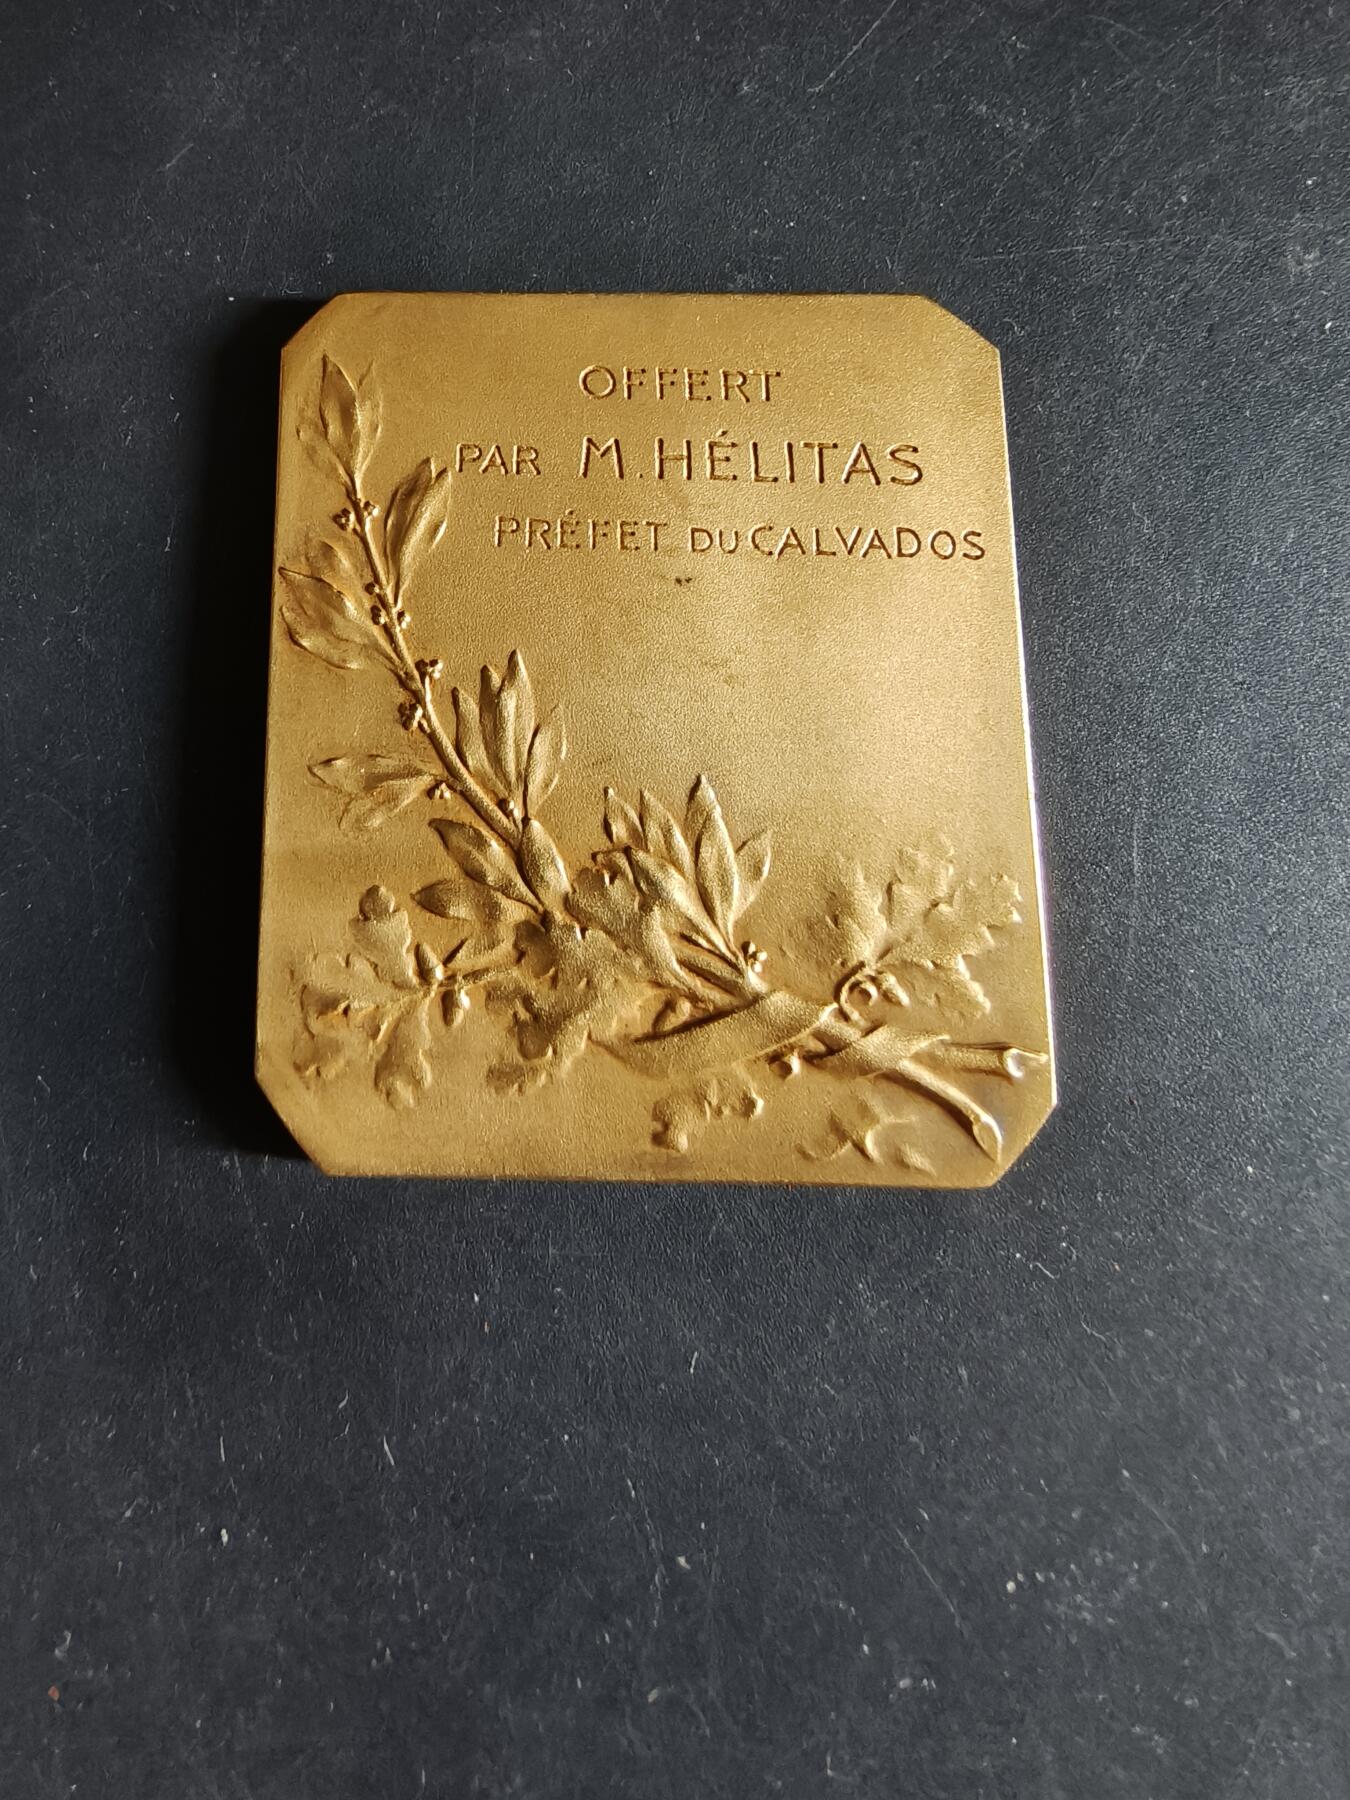 OFFERT
PAR M. HÉLITAS
PRÉFET DU CALVADOS